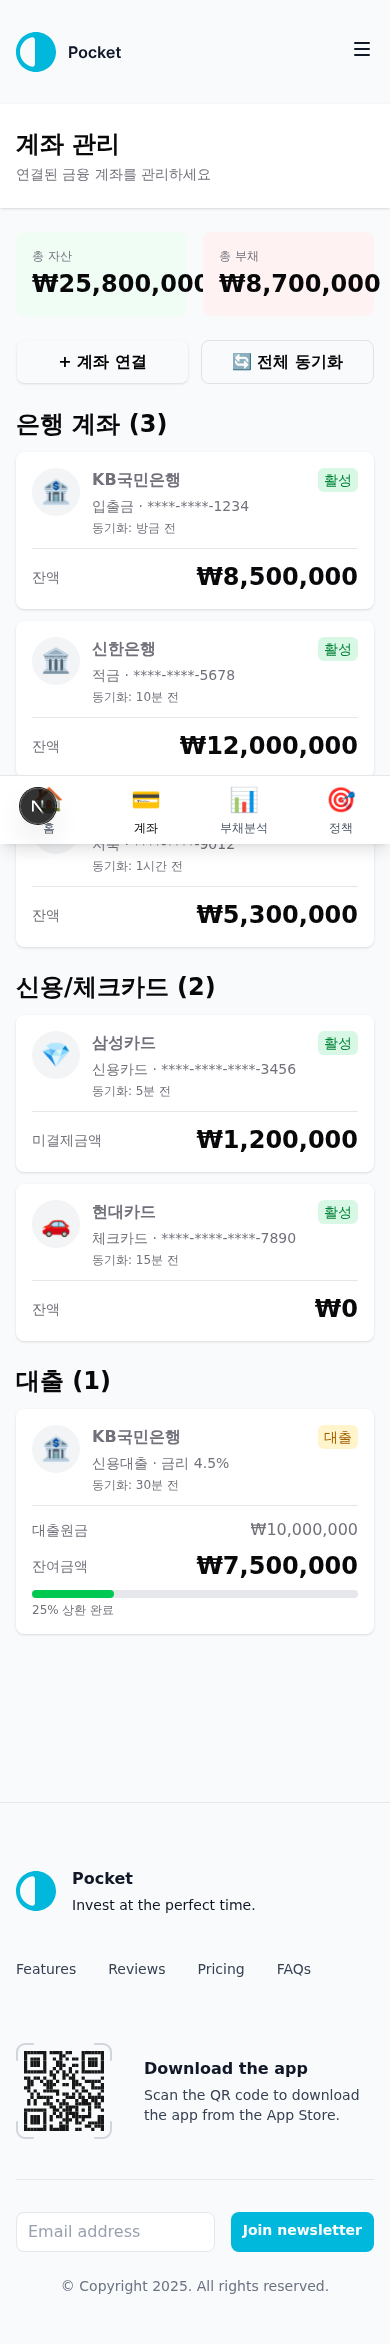 Pocket
계좌 관리
연결된 금융 계좌를 관리하세요
총 자산
₩25,800,000
총 부채
₩8,700,000
+ 계좌 연결
🔄 전체 동기화
은행 계좌 (3)
KB국민은행
활성
입출금 · ****-****-1234
동기화: 방금 전
잔액
₩8,500,000
신한은행
활성
적금 · ****-****-5678
동기화: 10분 전
잔액
₩12,000,000
N
홈
계좌
부채분석
정책
동기화: 1시간 전
잔액
₩5,300,000
신용/체크카드 (2)
삼성카드
활성
신용카드 · ****-****-****-3456
동기화: 5분 전
미결제금액
₩1,200,000
현대카드
활성
체크카드 · ****-****-****-7890
동기화: 15분 전
잔액
₩0
대출 (1)
KB국민은행
대출
신용대출 · 금리 4.5%
동기화: 30분 전
대출원금
₩10,000,000
잔여금액
₩7,500,000
25% 상환 완료
Pocket
Invest at the perfect time.
Features
Reviews
Pricing
FAQs
Download the app
Scan the QR code to download
the app from the App Store.
Email address
Join newsletter
© Copyright 2025. All rights reserved.